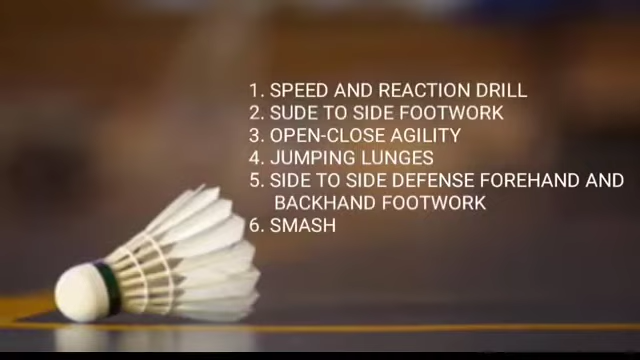 1. SPEED AND REACTION DRILL
2. SUDE TO SIDE FOOTWORK
3. OPEN-CLOSE AGILITY
4. JUMPING LUNGES
5. SIDE TO SIDE DEFENSE FOREHAND AND
BACKHAND FOOTWORK
6. SMASH